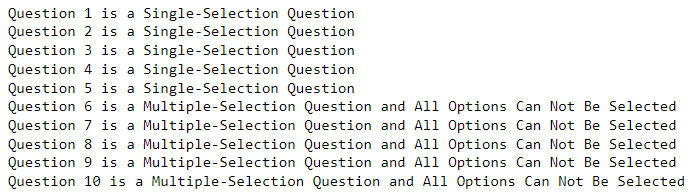 Question 1 is a Single-Selection Question
Question 2 is a Single-Selection Question
Question 3 is a Single-Selection Question
Question 4 is a Single-Selection Question
Question 5 is a Single-Selection Question
Question 6 is a Multiple-Selection Question and All Options Can Not Be Selected
Question 7 is a Multiple-Selection Question and All Options Can Not Be Selected
Question 8 is a Multiple-Selection Question and All Options Can Not Be Selected
Question 9 is a Multiple-Selection Question and All Options Can Not Be Selected
Question 10 is a Multiple-Selection Question and All Options Can Not Be Selected